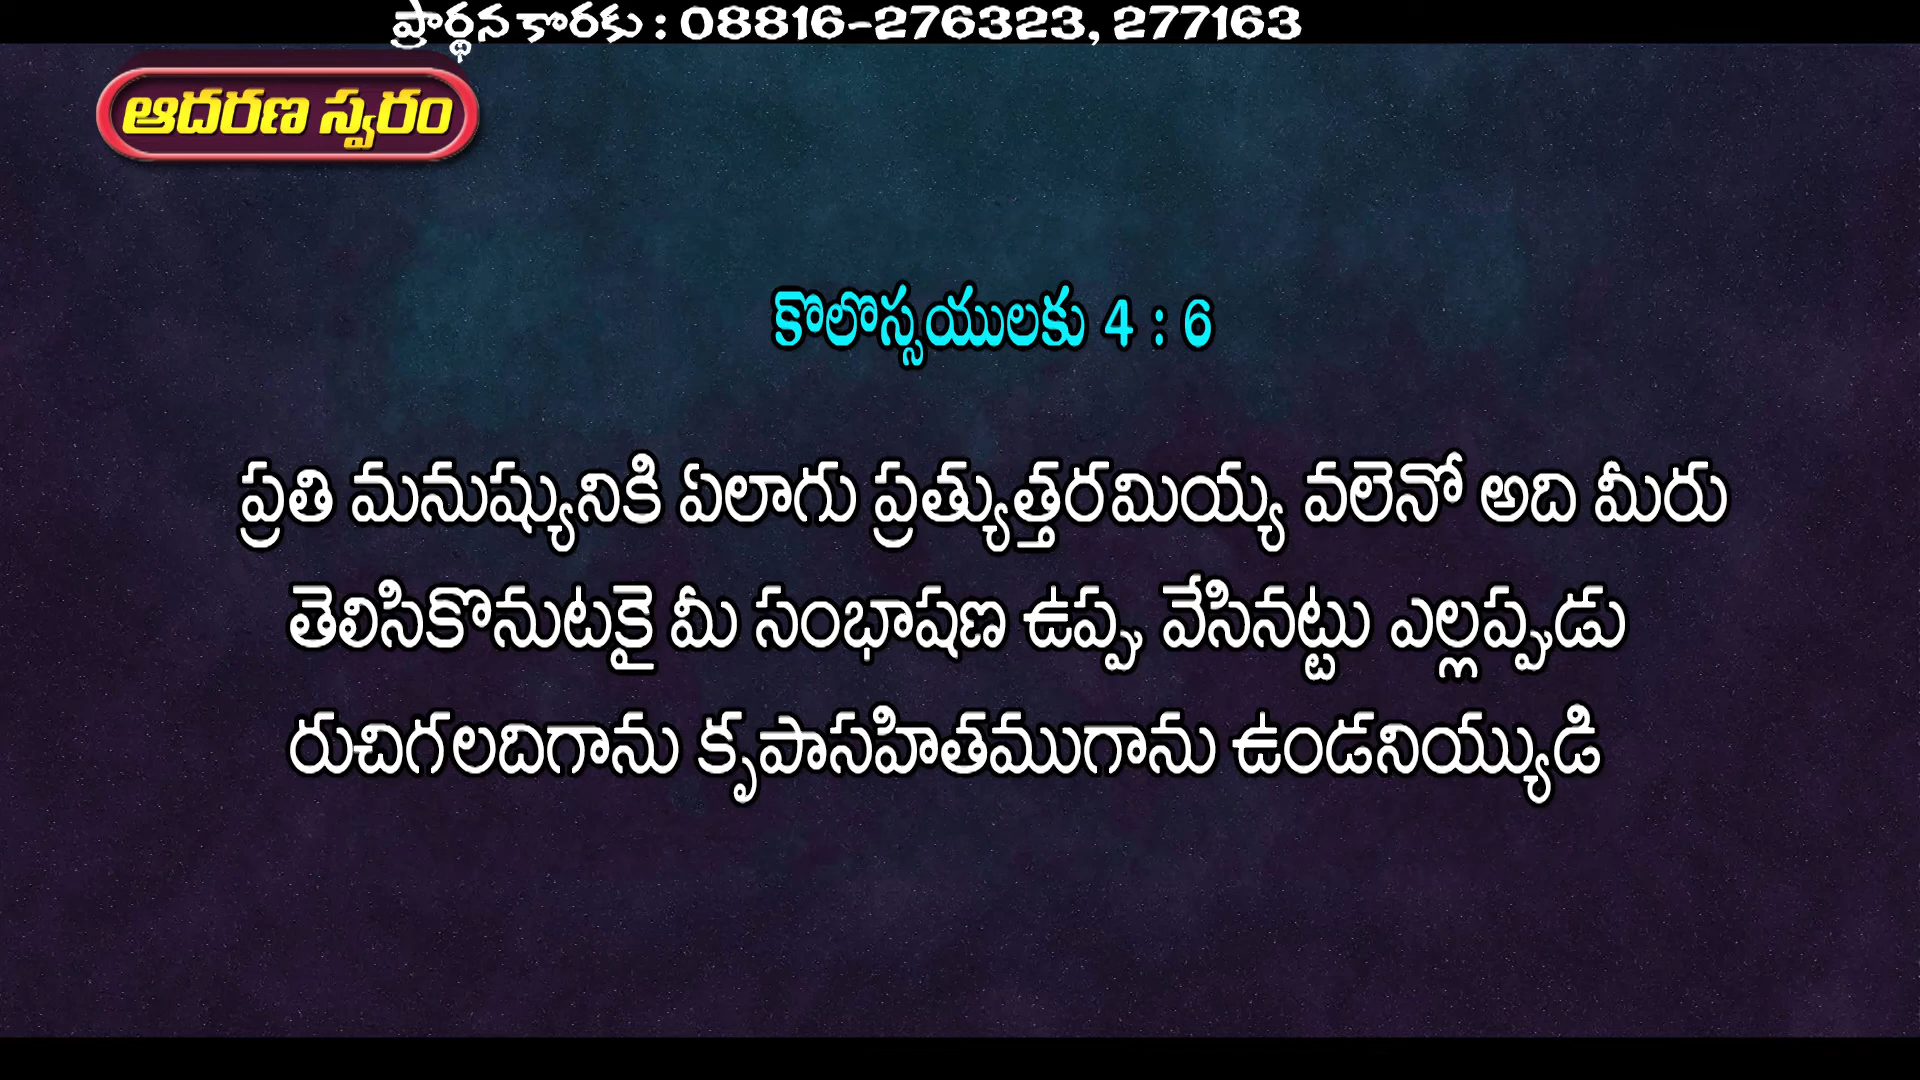 ప్రార్థన కొరకు : 08816-276323, 277163
ఆదరణ స్వరం
కొలొస్సయులకు 4 : 6
ప్రతి మనుష్యునికి ఏలాగు ప్రత్యుత్తరమియ్య వలెనో అది మీరు
తెలిసికొనుటకై మీ సంభాషణ ఉప్పు వేసినట్టు ఎల్లప్పుడు
రుచిగలదిగాను కృపాసహితముగాను ఉండనియ్యుడి